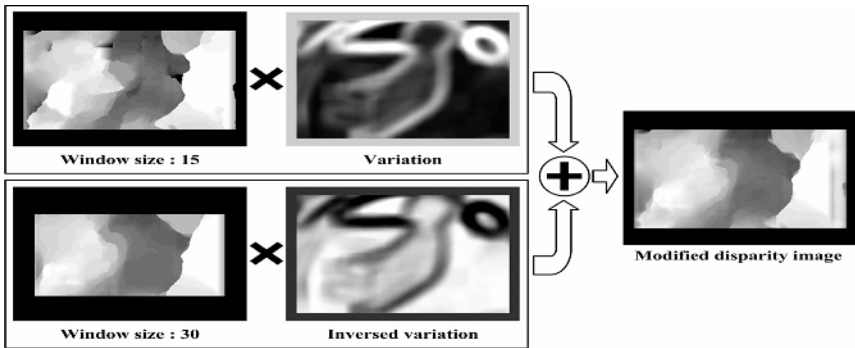 Window size : 15
Variation
Modified disparity image
Window size : 30
Inversed variation